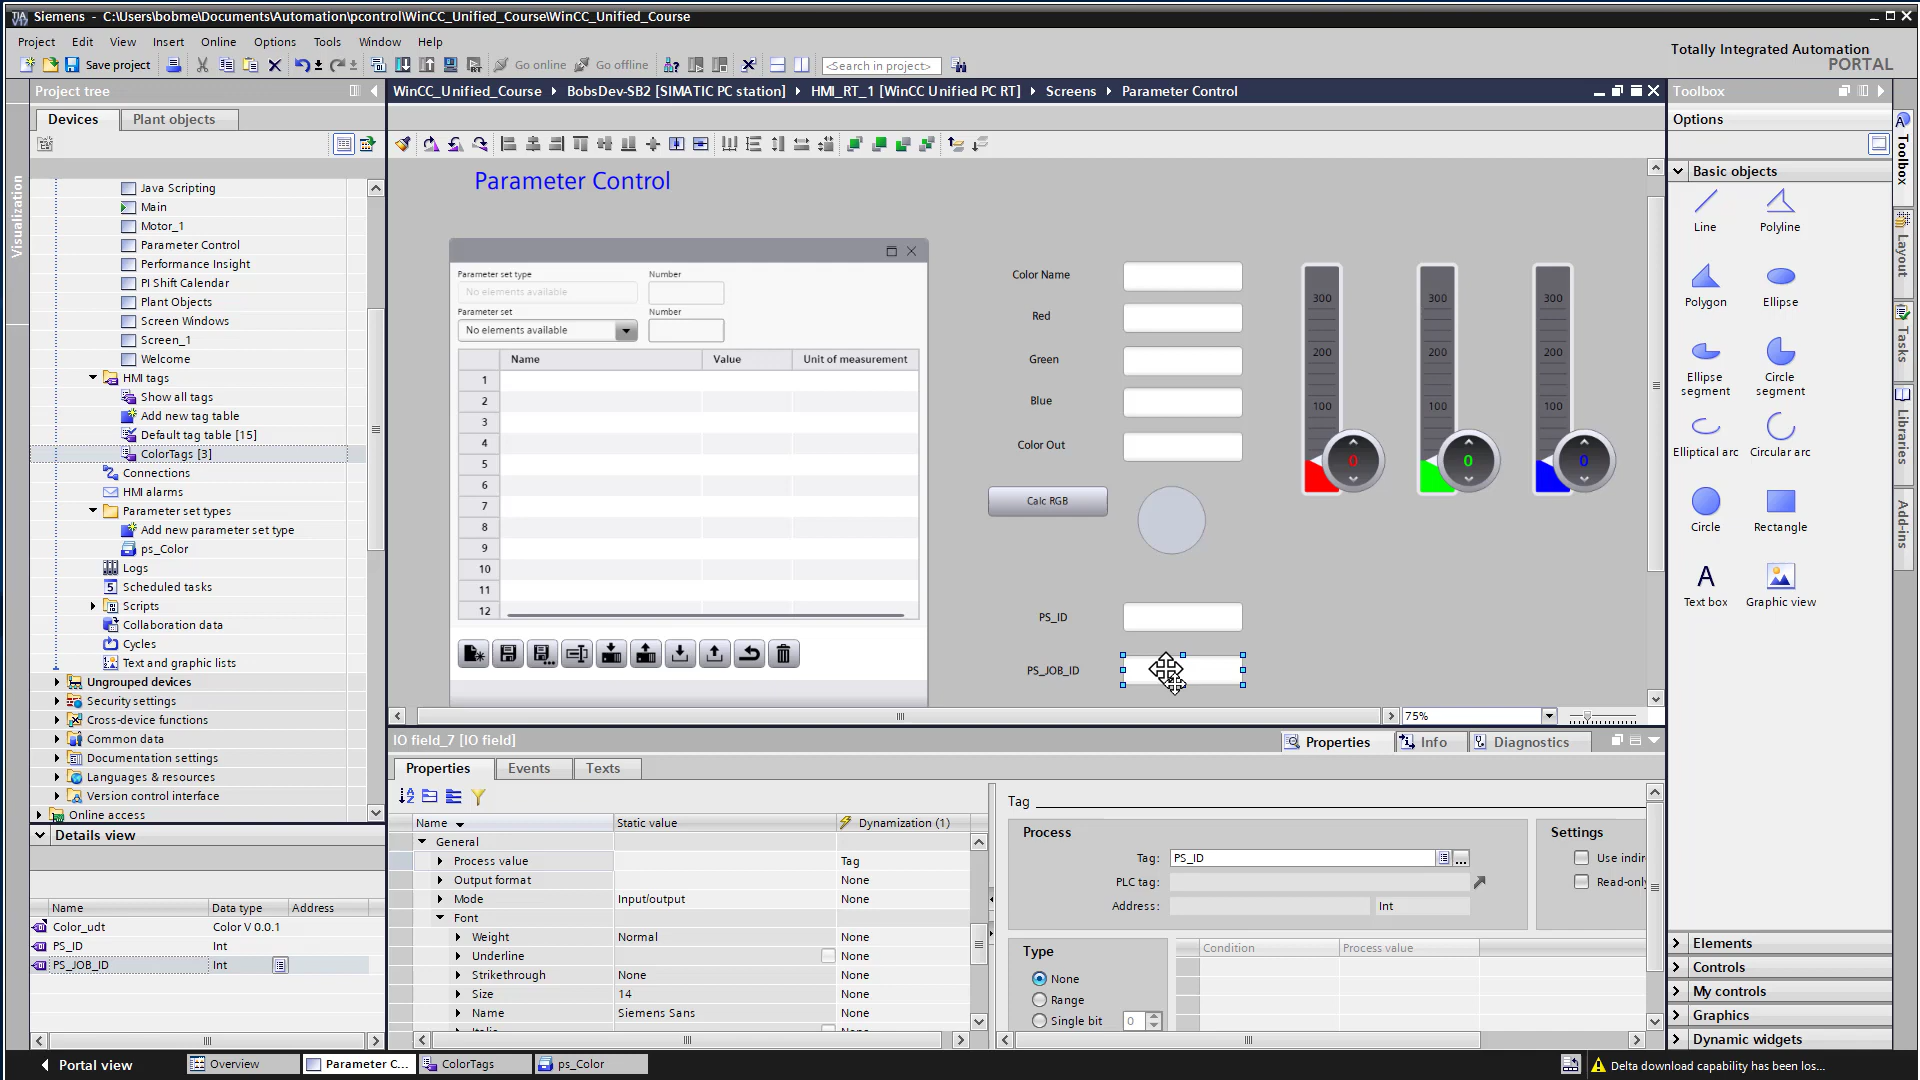 Siemens - C:\Users\bobme\Documents\Automation\pcontrol\WinCC_Unified_Course\WinCC_Unified_Course
Project Edit View Insert Online Options Tools Window Help
Totally Integrated Automation
PORTAL
Save project
Go online
Go offline
<Search in project>
Project tree
WinCC_Unified_Course
BobsDev-SB2 [SIMATIC PC station]
HMI_RT_1 [WinCC Unified PC RT]
Screens
Parameter Control
Toolbox
Devices
Plant objects
Options
Visualization
Java Scripting
Main
Motor_1
Parameter Control
Performance Insight
PI Shift Calendar
Plant Objects
Screen Windows
Screen_1
Welcome
HMI tags
Show all tags
Add new tag table
Default tag table [15]
ColorTags [3]
Connections
HMI alarms
Parameter set types
Add new parameter set type
ps_Color
Logs
Scheduled tasks
Scripts
Collaboration data
Cycles
Text and graphic lists
Ungrouped devices
Security settings
Cross-device functions
Common data
Documentation settings
Languages & resources
Version control interface
Online access
Details view
Name
Data type
Address
Color_udt
Color V 0.0.1
PS_ID
Int
PS_JOB_ID
Int
Parameter Control
Parameter set type
Number
No elements available
Parameter set
Number
No elements available
Name
Value
Unit of measurement
1
2
3
4
5
6
7
8
9
10
11
12
Color Name
Red
Green
Blue
Color Out
Calc RGB
PS_ID
PS_JOB_ID
300
200
100
0
300
200
100
0
300
200
100
0
75%
IO field_7 [IO field]
Properties
Info
Diagnostics
Properties
Events
Texts
Name
Static value
Dynamization (1)
General
Process value
Tag
Output format
None
Mode
Input/output
None
Font
Weight
Normal
None
Underline
None
Strikethrough
None
None
Size
14
None
Name
Siemens Sans
None
Tag
Process
Tag:
PS_ID
PLC tag:
Address:
Int
Settings
Use indir
Read-only
Type
None
Range
Single bit
0
Condition
Process value
Basic objects
Line
Polyline
Polygon
Ellipse
Ellipse segment
Circle segment
Elliptical arc
Circular arc
Circle
Rectangle
A
Text box
Graphic view
Elements
Controls
My controls
Graphics
Dynamic widgets
Toolbox
Layout
Tasks
Libraries
Add-ins
Portal view
Overview
Parameter C...
ColorTags
ps_Color
Delta download capability has been los...